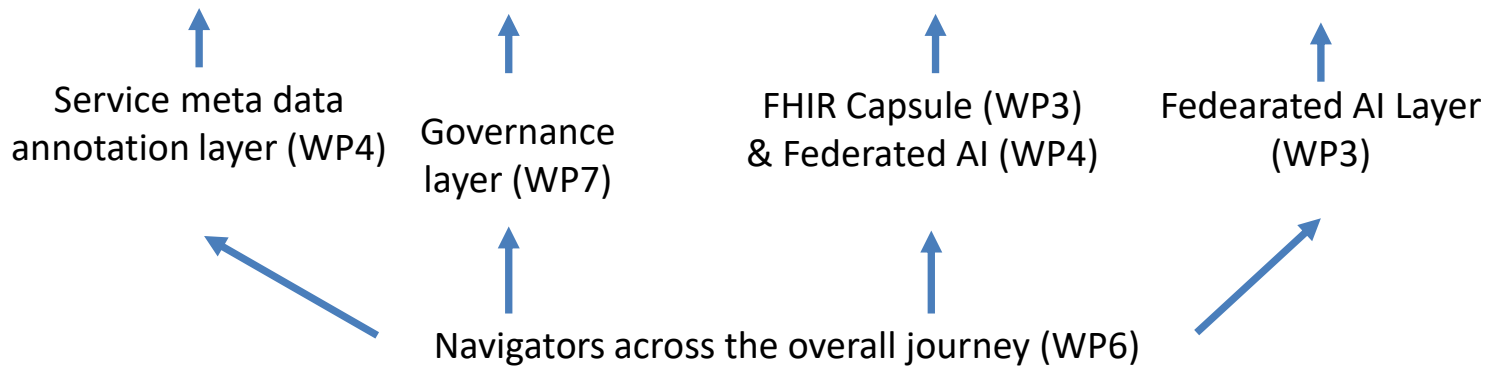 Service meta data
annotation layer (WP4)
Governance
layer (WP7)
FHIR Capsule (WP3)
& Federated AI (WP4)
Fedearated AI Layer
(WP3)
Navigators across the overall journey (WP6)